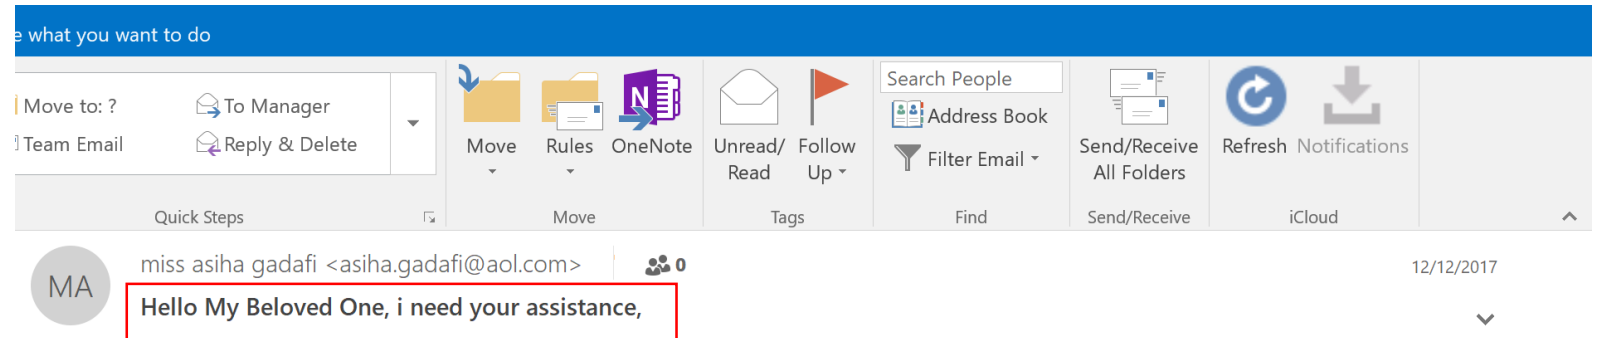 e what you want to do
Move to: ?
To Manager
Team Email
Reply & Delete
Quick Steps
Move
Rules
N
OneNote
Move
Unread/
Read
Follow
Up
Tags
Search People
Address Book
Filter Email
Find
Send/Receive
All Folders
Send/Receive
Refresh
Notifications
iCloud
MA
miss asiha gadafi <asiha.gadafi@aol.com>
0
12/12/2017
Hello My Beloved One, i need your assistance,